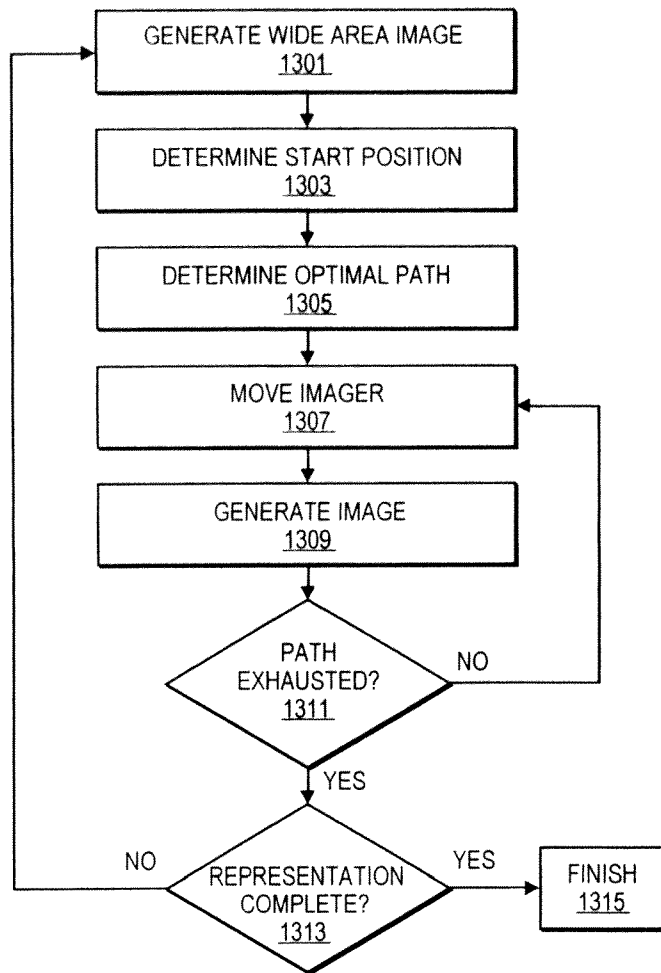 GENERATE WIDE AREA IMAGE
1301
DETERMINE START POSITION
1303
DETERMINE OPTIMAL PATH
1305
MOVE IMAGER
1307
GENERATE IMAGE
1309
PATH
EXHAUSTED?
1311
NO
YES
REPRESENTATION
COMPLETE?
1313
NO
YES
FINISH
1315